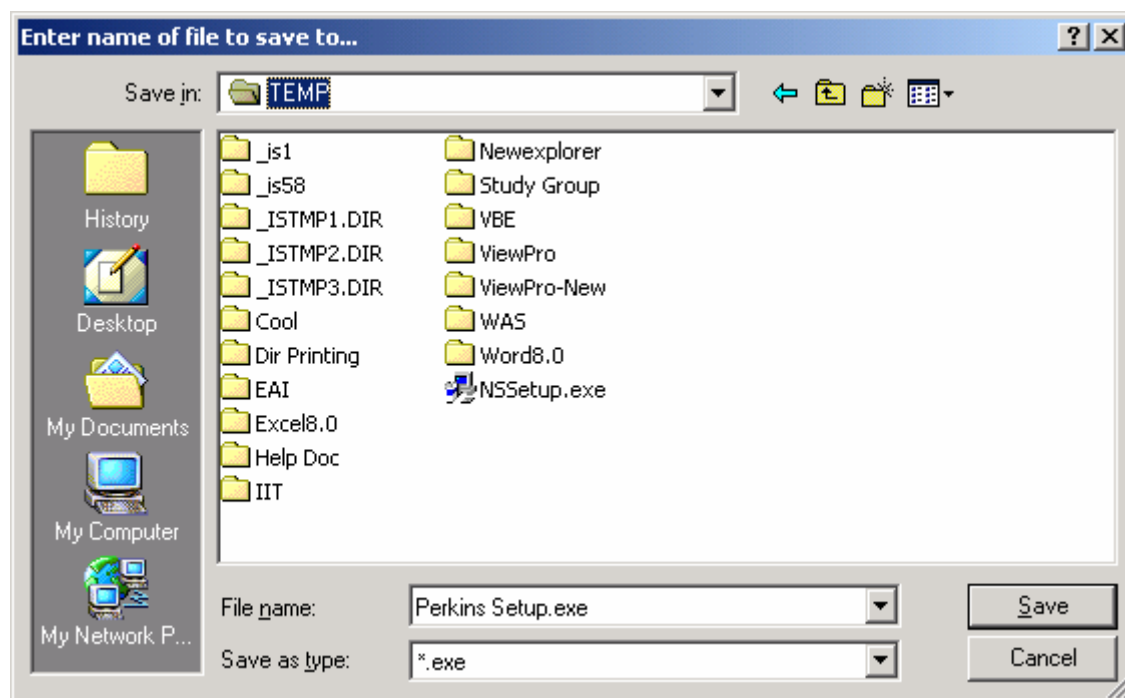 Enter name of file to save to...
Save in: TEMP
History
Desktop
My Documents
My Computer
My Network P...
_is1
_is58
_ISTMP1.DIR
_ISTMP2.DIR
_ISTMP3.DIR
Cool
Dir Printing
EAI
Excel8.0
Help Doc
IIT
Newexplorer
Study Group
VBE
ViewPro
ViewPro-New
WAS
Word8.0
NSSetup.exe
File name: Perkins Setup.exe Save
Save as type: *.exe Cancel